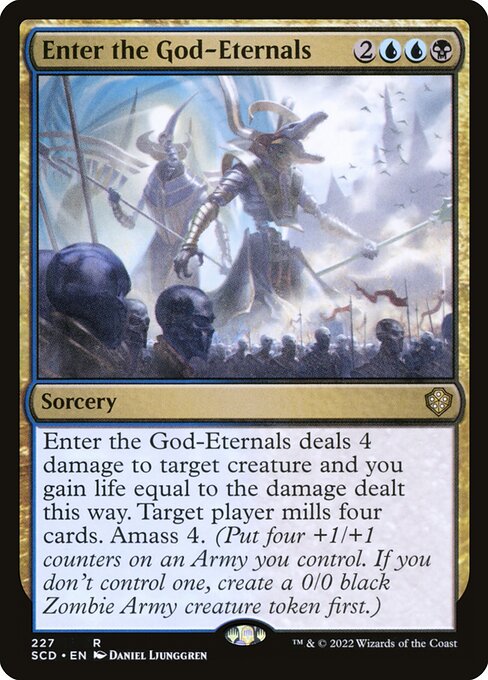 Enter the God-Eternals 2
Sorcery
Enter the God-Eternals deals 4
damage to target creature and you
gain life equal to the damage dealt
this way. Target player mills four
cards. Amass 4. (Put four +1/+1
counters on an Army you control. If you
don't control one, create a 0/0 black
Zombie Army creature token first.)
227 R
SCD • EN Daniel Ljunggren
™ & © 2022 Wizards of the Coast